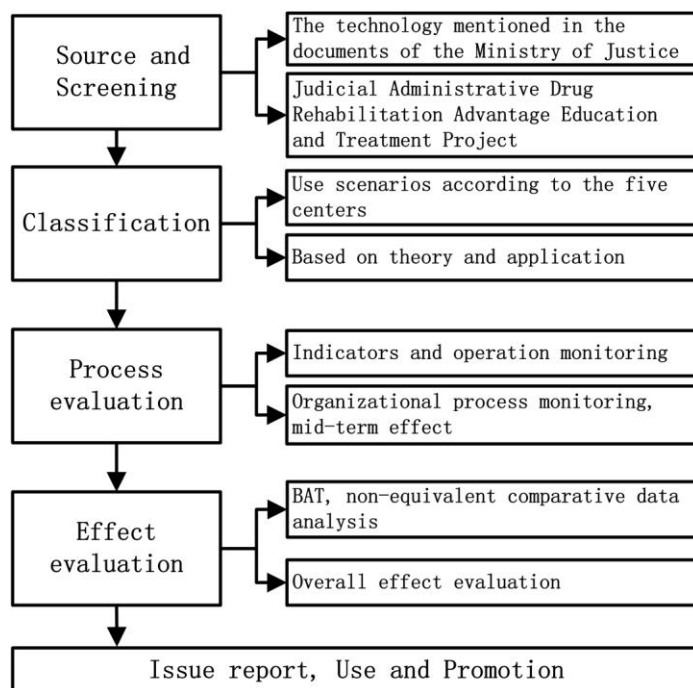 Source and
Screening
The technology mentioned in the
documents of the Ministry of Justice
Judicial Administrative Drug
Rehabilitation Advantage Education
and Treatment Project
Classification
Use scenarios according to the five
centers
Based on theory and application
Process
evaluation
Indicators and operation monitoring
Organizational process monitoring,
mid-term effect
Effect
evaluation
BAT, non-equivalent comparative data
analysis
Overall effect evaluation
Issue report, Use and Promotion